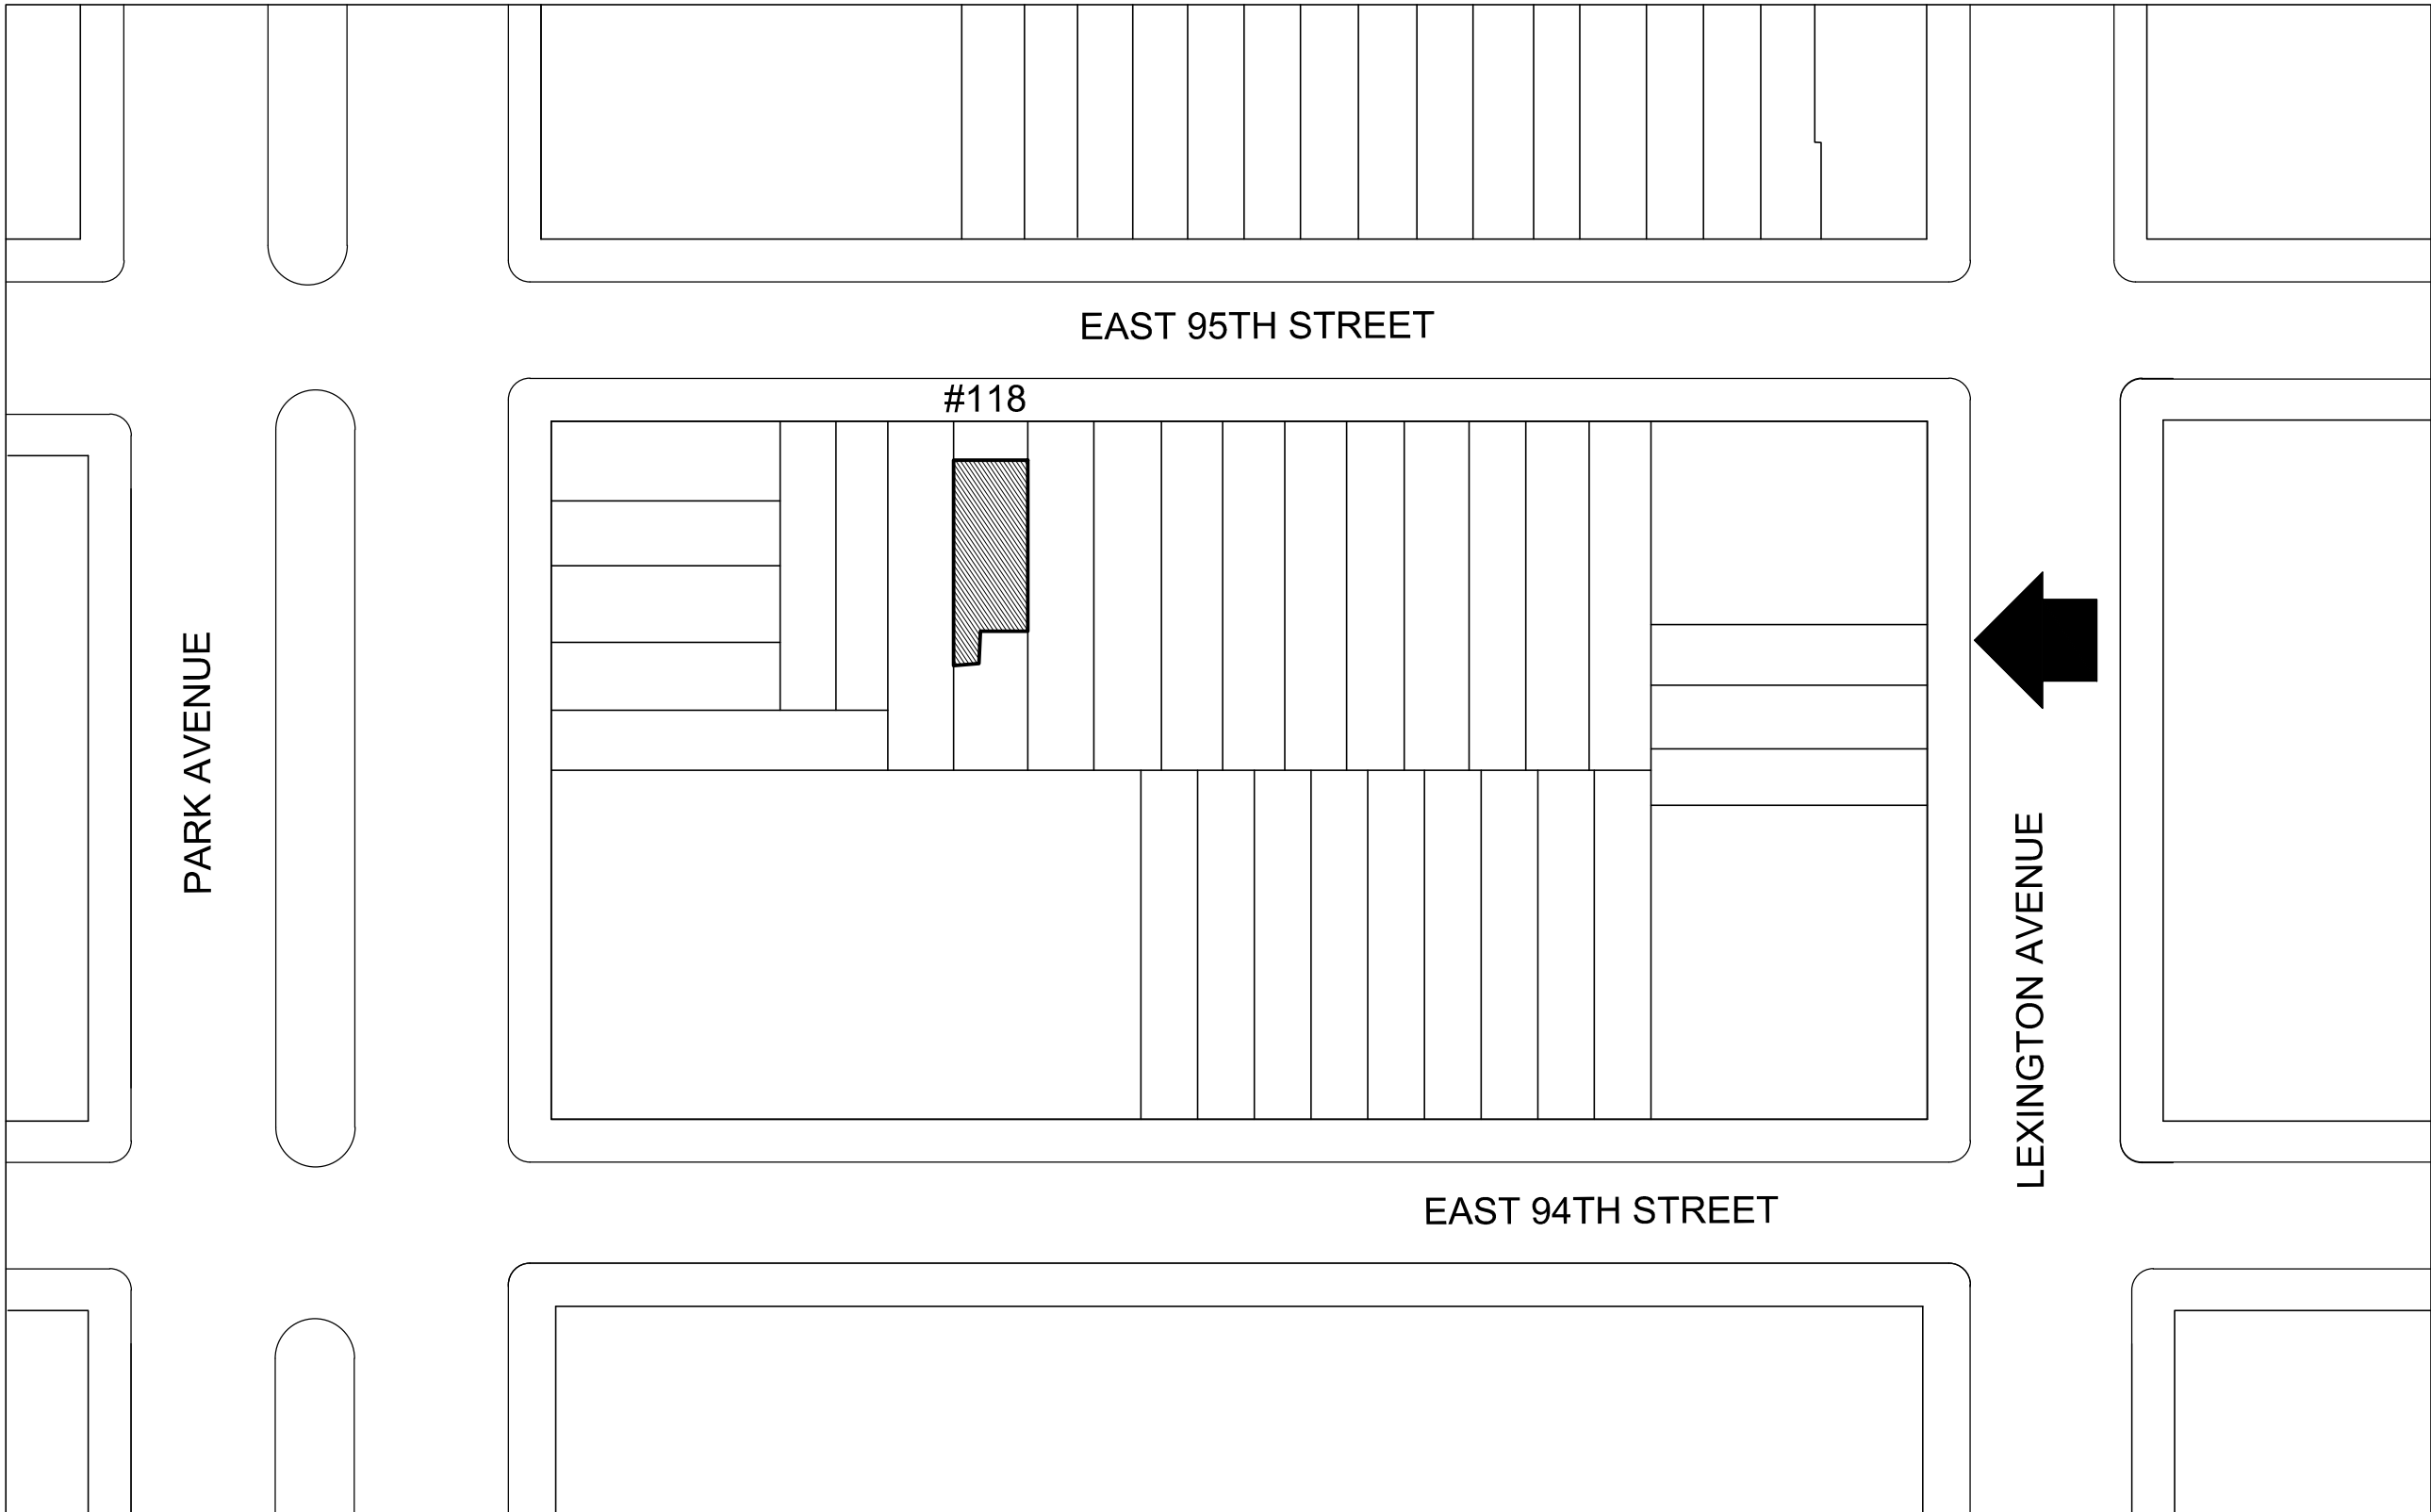 EAST 95TH STREET
#118
PARK AVENUE
LEXINGTON AVENUE
EAST 94TH STREET